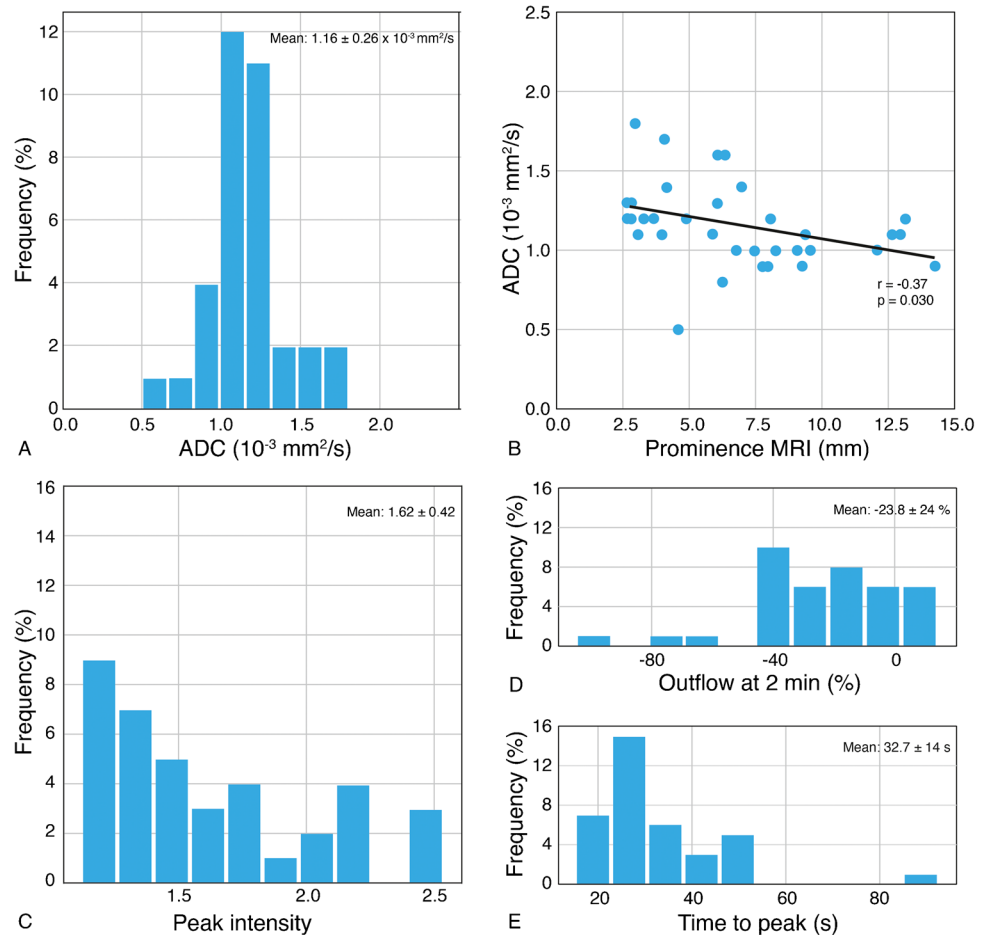 12
10
8
6
4
2
0
Frequency (%)
Mean: 1.16 ± 0.26 x 10⁻³ mm²/s
0.0 0.5 1.0 1.5 2.0
A
ADC (10⁻³ mm²/s)
2.5
2.0
1.5
1.0
0.5
0.0
ADC (10⁻³ mm²/s)
r = -0.37
p = 0.030
0.0 2.5 5.0 7.5 10.0 12.5 15.0
B
Prominence MRI (mm)
16
14
12
10
8
6
4
2
0
Frequency (%)
Mean: 1.62 ± 0.42
1.5 2.0 2.5
C
Peak intensity
16
12
8
4
0
Frequency (%)
Mean: -23.8 ± 24 %
-80 -40 0
D
Outflow at 2 min (%)
16
12
8
4
0
Frequency (%)
Mean: 32.7 ± 14 s
20 40 60 80
E
Time to peak (s)